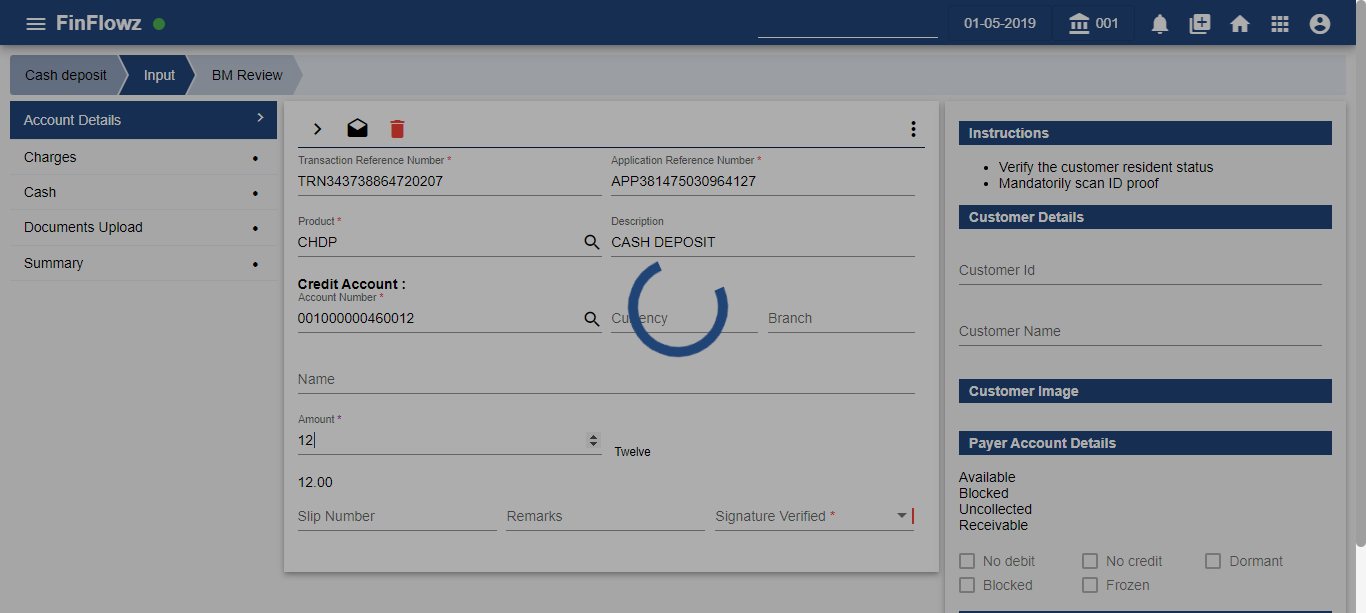 FinFlowz
01-05-2019
001
Cash deposit
Input
BM Review
Account Details
Charges
Cash
Documents Upload
Summary
Transaction Reference Number *
Application Reference Number *
TRN343738864720207
APP381475030964127
Product *
Description
CHDP
CASH DEPOSIT
Credit Account :
Account Number *
001000000460012
Currency
Branch
Name
Amount *
12
Twelve
12.00
Slip Number
Remarks
Signature Verified *
Instructions
Verify the customer resident status
Mandatorily scan ID proof
Customer Details
Customer Id
Customer Name
Customer Image
Payer Account Details
Available
Blocked
Uncollected
Receivable
No debit
No credit
Dormant
Blocked
Frozen